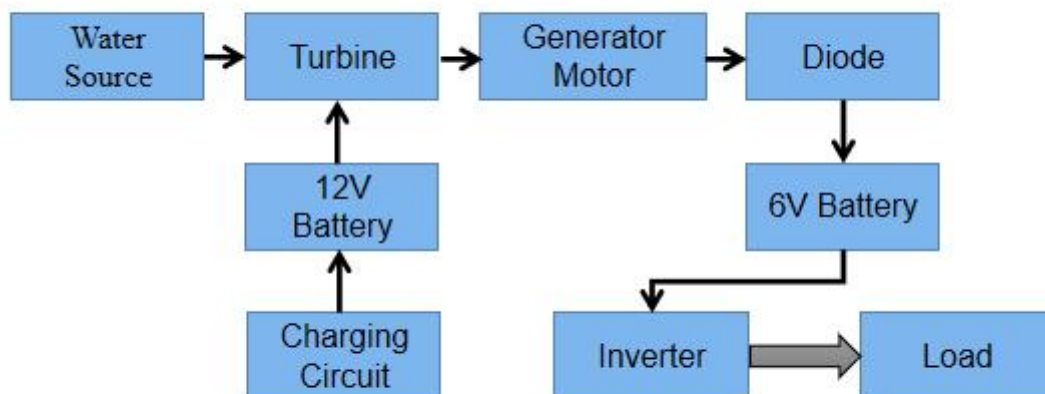 Water
Source
Turbine
Generator
Motor
Diode
12V
Battery
6V Battery
Charging
Circuit
Inverter
Load